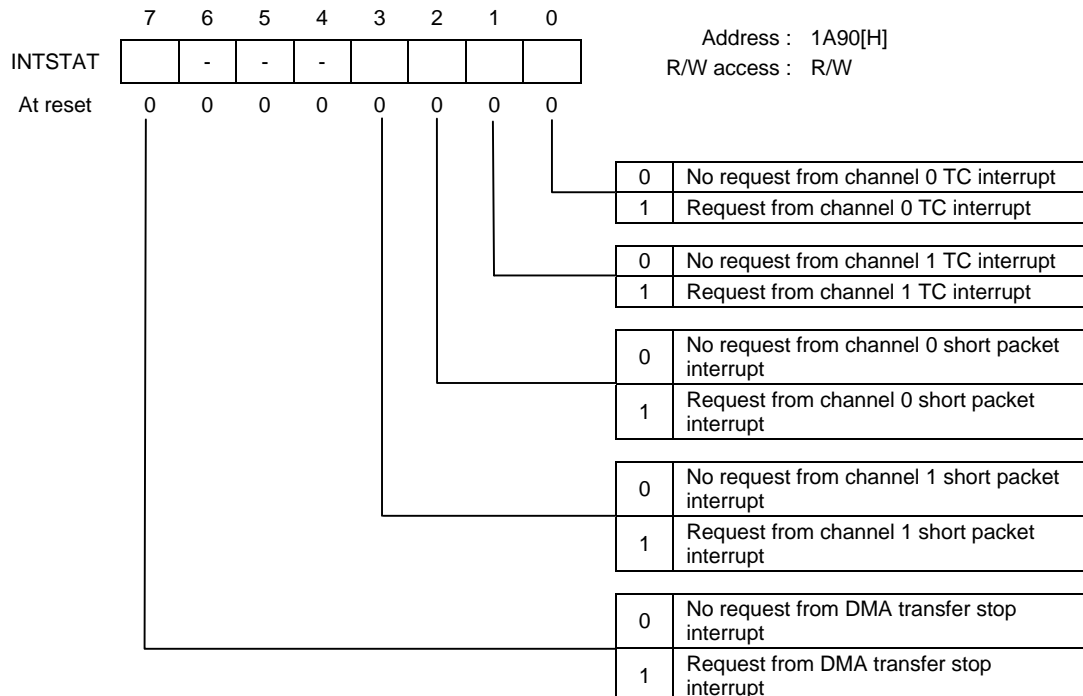 7 6 5 4 3 2 1 0
Address : 1A90[H]
INTSTAT - - -
R/W access : R/W
At reset 0 0 0 0 0 0 0 0
0 No request from channel 0 TC interrupt
1 Request from channel 0 TC interrupt
0 No request from channel 1 TC interrupt
1 Request from channel 1 TC interrupt
0 No request from channel 0 short packet
interrupt
1 Request from channel 0 short packet
interrupt
0 No request from channel 1 short packet
interrupt
1 Request from channel 1 short packet
interrupt
0 No request from DMA transfer stop
interrupt
1 Request from DMA transfer stop
interrupt